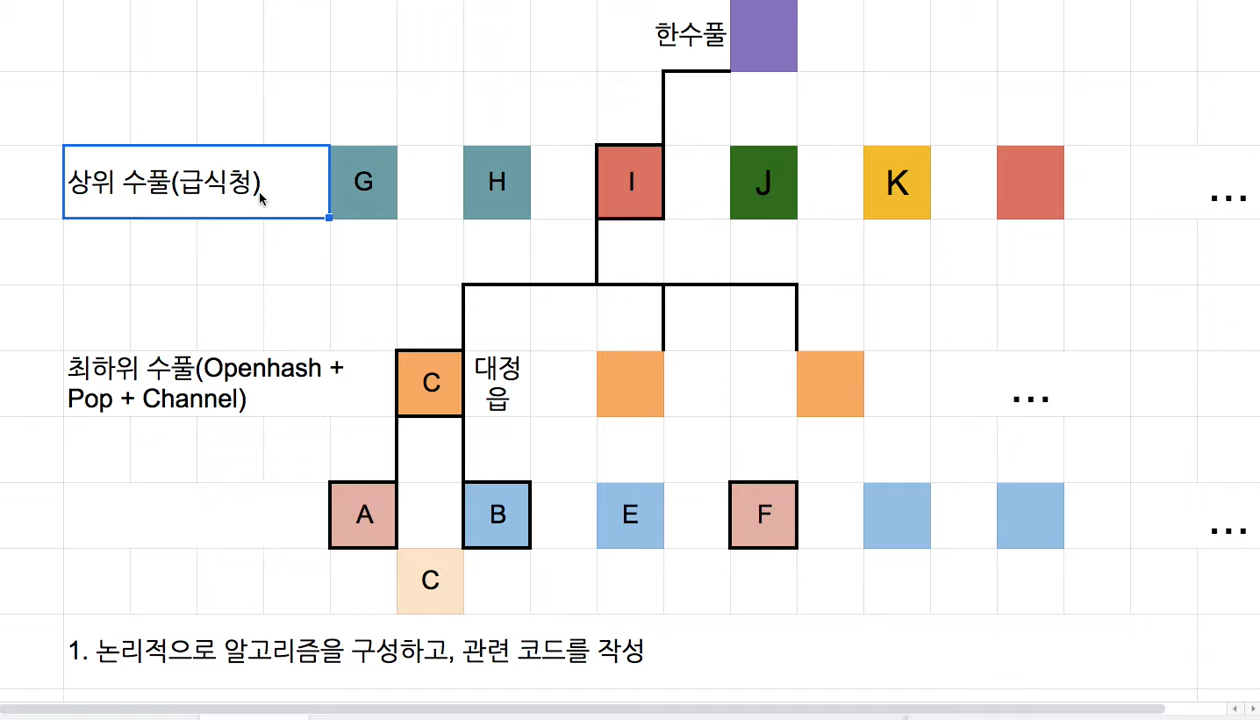 한수풀
상위 수풀(급식청)
G
H
I
J
K
...
최하위 수풀(Openhash +
Pop + Channel)
C
대정
읍
...
A
B
E
F
...
C
1. 논리적으로 알고리즘을 구성하고, 관련 코드를 작성